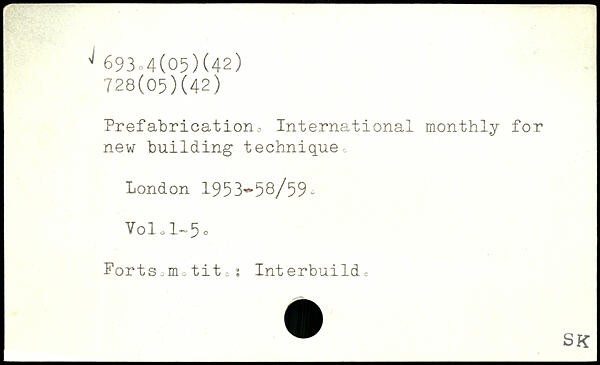 693.4(05)(42)
728(05)(42)
Prefabrication. International monthly for
new building technique.
London 1953-58/59.
Vol.1-5.
Forts.m.tit.: Interbuild.
SK